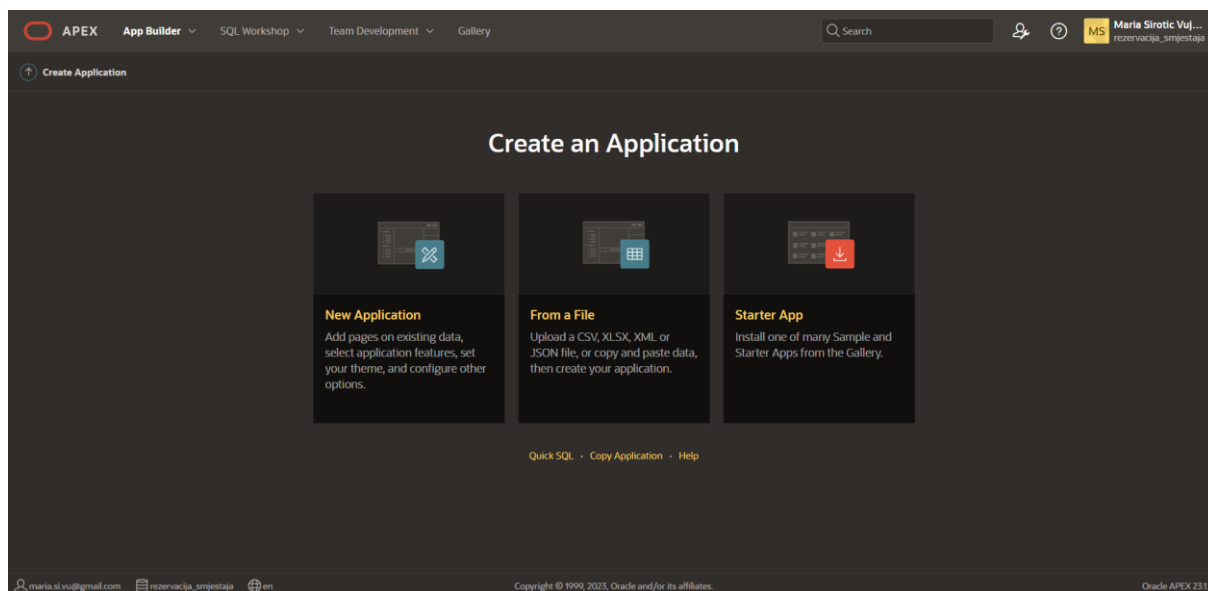 APEX App Builder SQL Workshop Team Development Gallery Search MS Maria Sirotic Vuj...
rezervacija_smjestaja
Create Application
Create an Application
New Application
Add pages on existing data,
select application features, set
your theme, and configure other
options.
From a File
Upload a CSV, XLSX, XML or
JSON file, or copy and paste data,
then create your application.
Starter App
Install one of many Sample and
Starter Apps from the Gallery.
Quick SQL · Copy Application · Help
maria.si.vu@gmail.com rezervacija_smjestaja en Copyright © 1999, 2023, Oracle and/or its affiliates. Oracle APEX 23.1